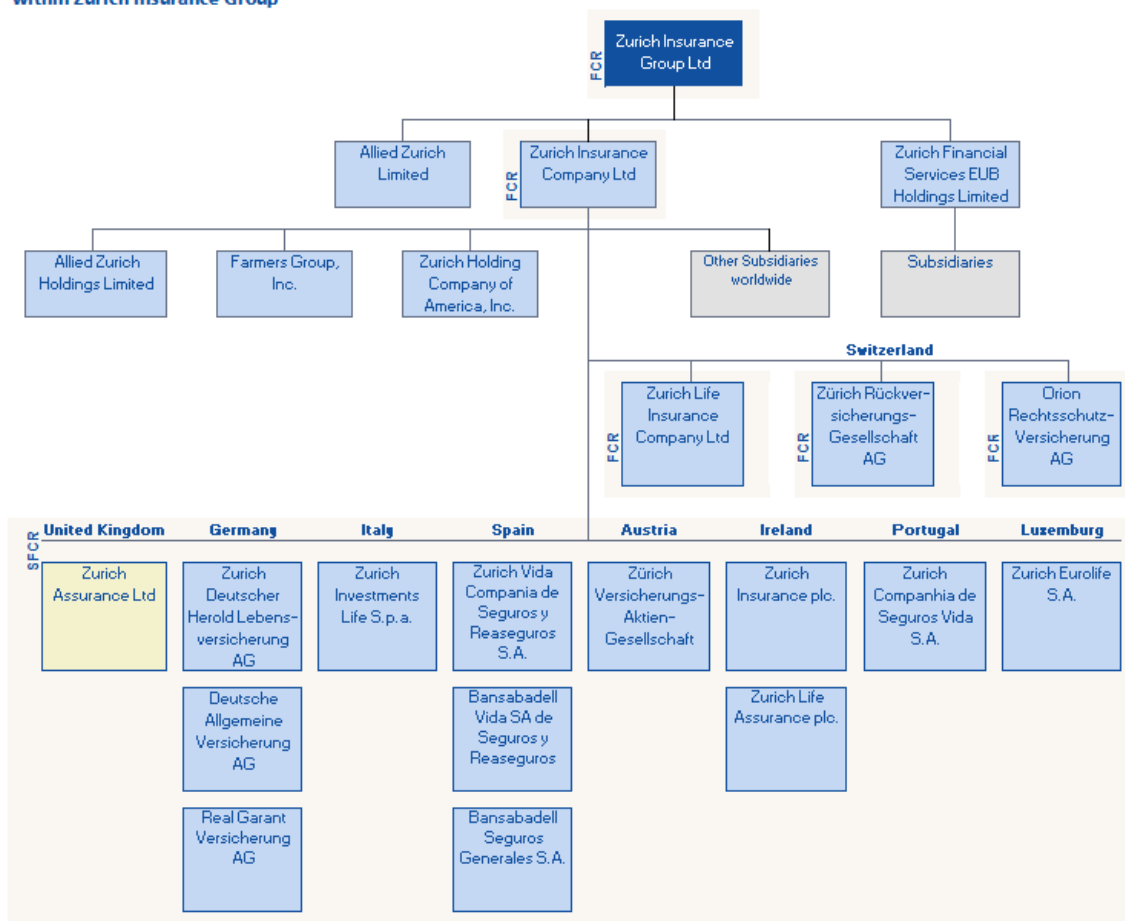 within Zurich Insurance Group
FCR
Zurich Insurance
Group Ltd
Allied Zurich
Limited
FCR
Zurich Insurance
Company Ltd
Zurich Financial
Services EUB
Holdings Limited
Allied Zurich
Holdings Limited
Farmers Group,
Inc.
Zurich Holding
Company of
America, Inc.
Other Subsidiaries
worldwide
Subsidiaries
Switzerland
FCR
Zurich Life
Insurance
Company Ltd
FCR
Zürich Rückver-
sicherungs-
Gesellschaft
AG
FCR
Orion
Rechtsschutz-
Versicherung
AG
SFCR
United Kingdom
Germany
Italy
Spain
Austria
Ireland
Portugal
Luxemburg
Zurich
Assurance Ltd
Zurich
Deutscher
Herold Lebens-
versicherung
AG
Zurich
Investments
Life S.p.a.
Zurich Vida
Compania de
Seguros y
Reaseguros
S.A.
Zürich
Versicherungs-
Aktien-
Gesellschaft
Zurich
Insurance plc.
Zurich
Companhia de
Seguros Vida
S.A.
Zurich Eurolife
S.A.
Deutsche
Allgemeine
Versicherung
AG
Bansabadell
Vida SA de
Seguros y
Reaseguros
Zurich Life
Assurance plc.
Real Garant
Versicherung
AG
Bansabadell
Seguros
Generales S.A.